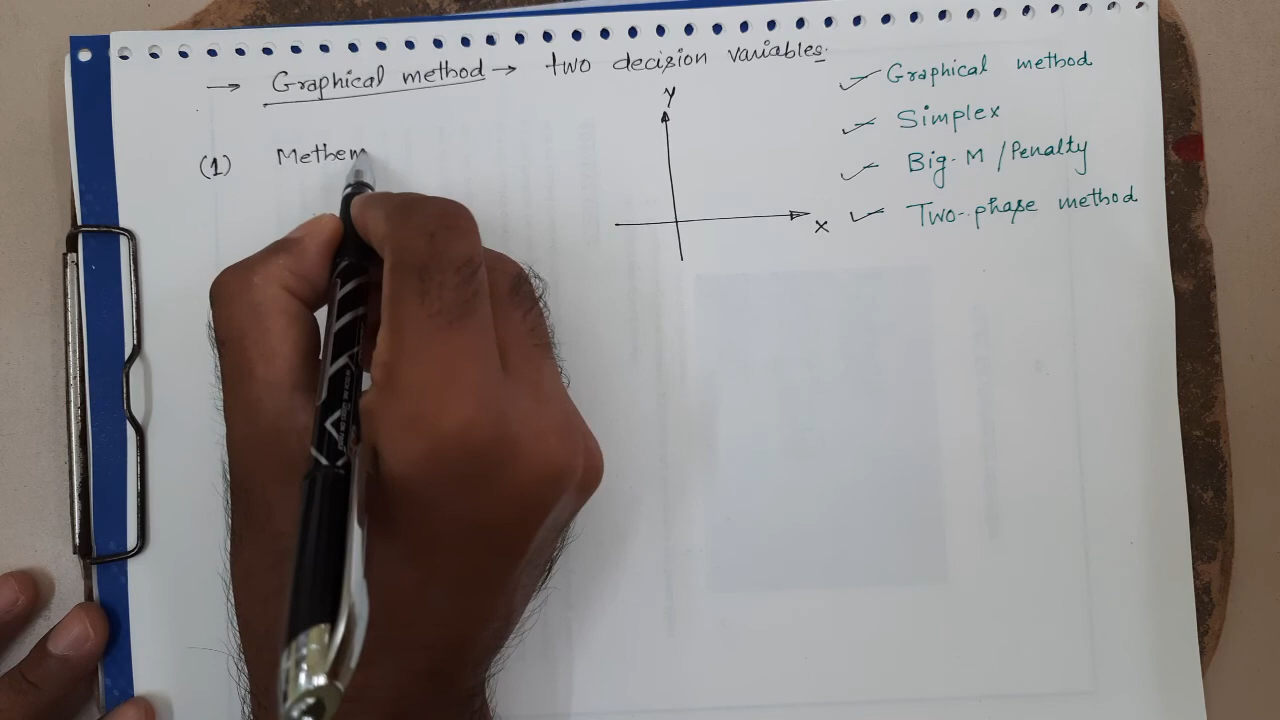 → Graphical method → two decision variables.
(1) Methem
Y
X
✓ Graphical method
✓ Simplex
✓ Big-M / Penalty
✓ Two-phase method